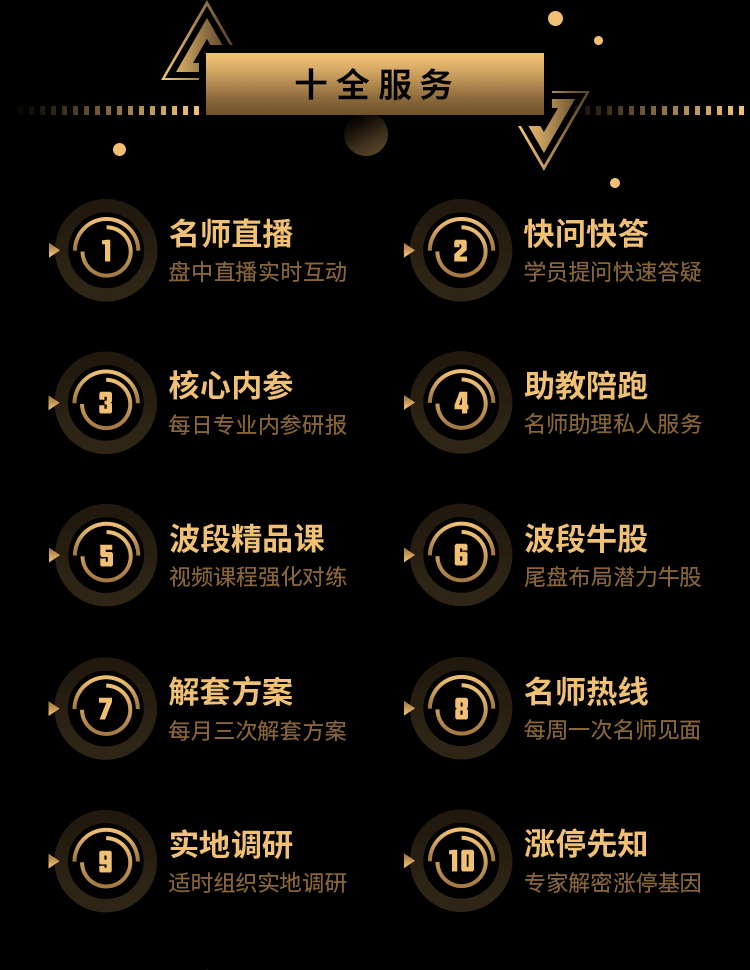 十全服务
1 名师直播
盘中直播实时互动
2 快问快答
学员提问快速答疑
3 核心内参
每日专业内参研报
4 助教陪跑
名师助理私人服务
5 波段精品课
视频课程强化对练
6 波段牛股
尾盘布局潜力牛股
7 解套方案
每月三次解套方案
8 名师热线
每周一次名师见面
9 实地调研
适时组织实地调研
10 涨停先知
专家解密涨停基因